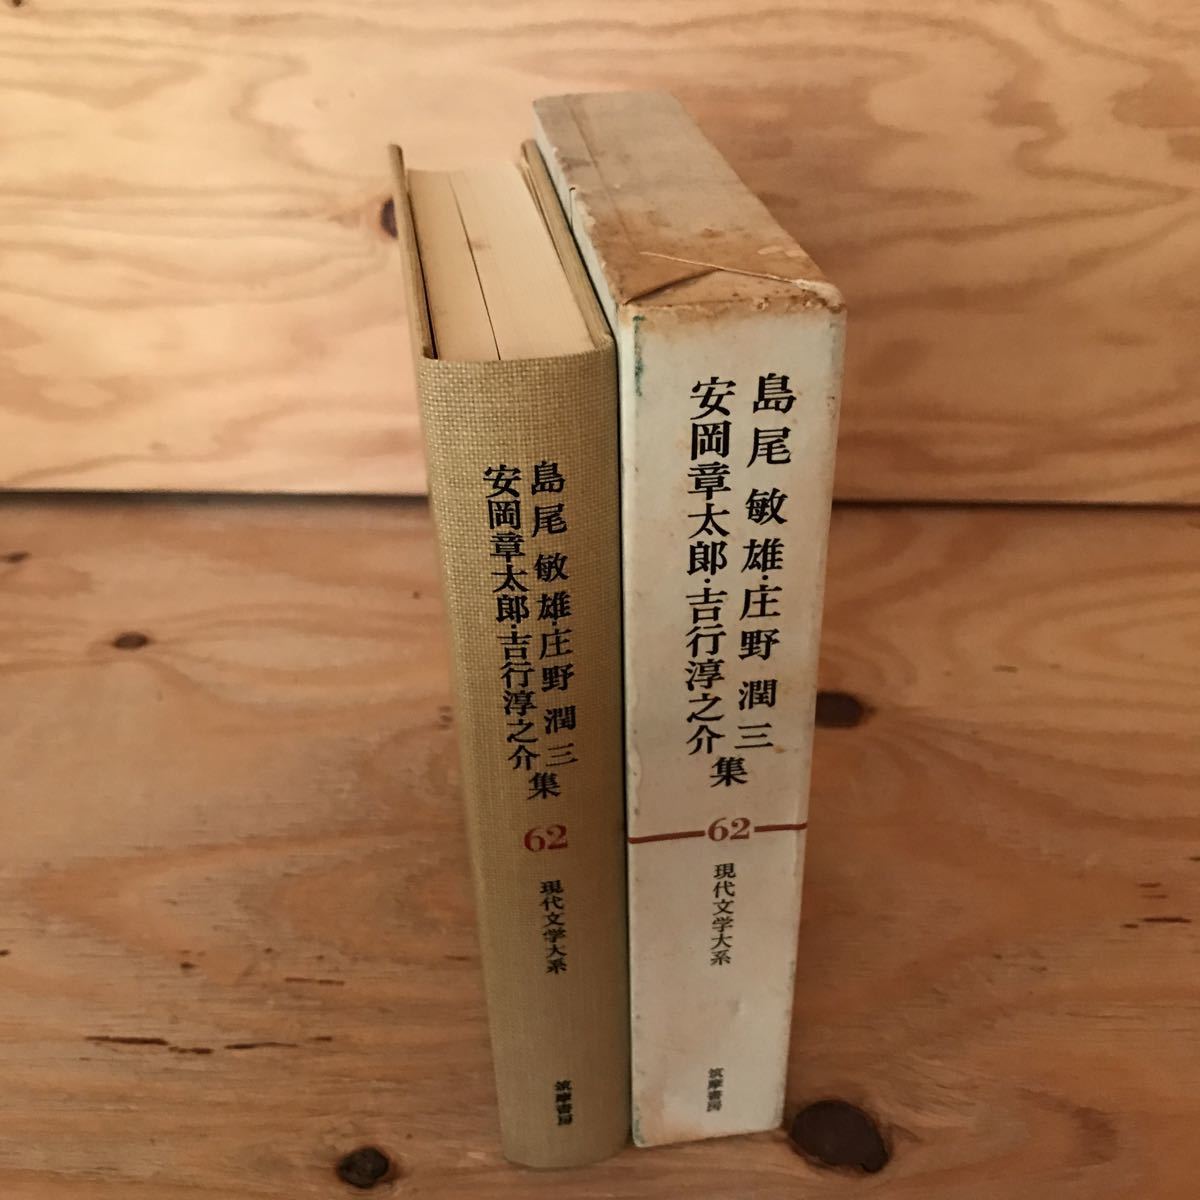 島尾敏雄・庄野潤三
安岡章太郎・吉行淳之介
集
62
現代文学大系
筑摩書房
島尾敏雄・庄野潤三
安岡章太郎・吉行淳之介
集
62
現代文学大系
筑摩書房